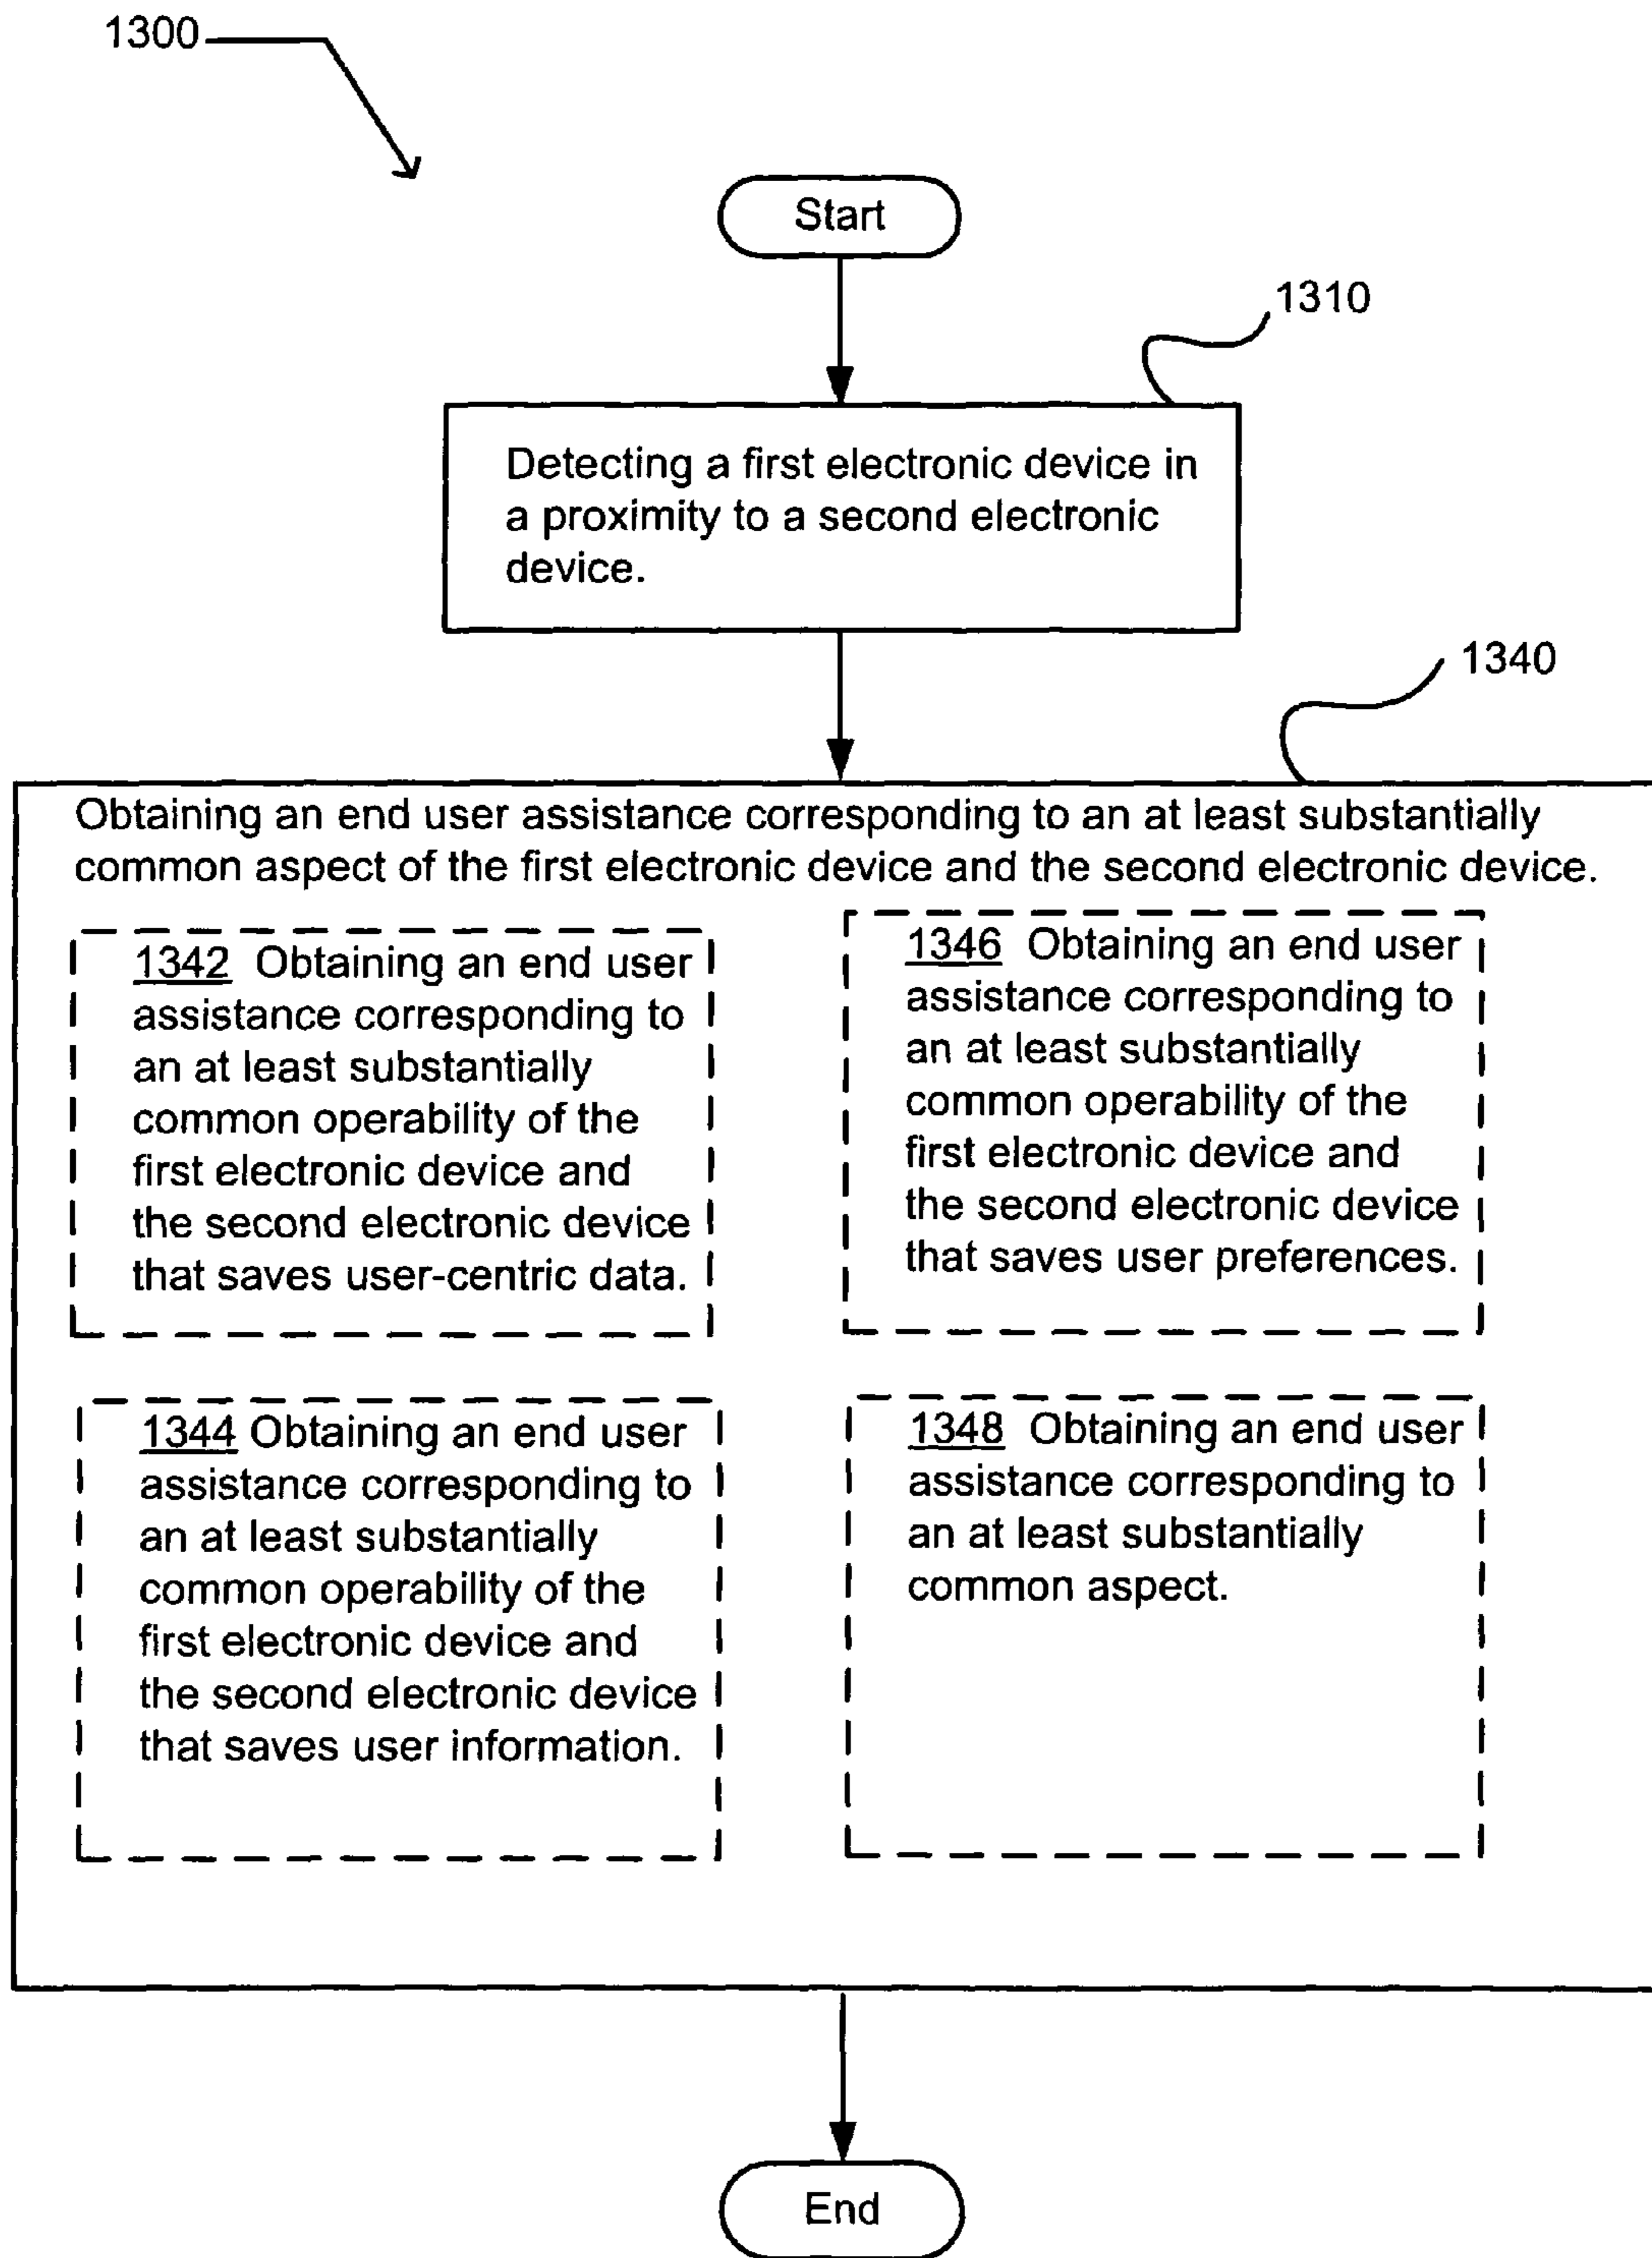 1300
Start
1310
Detecting a first electronic device in
a proximity to a second electronic
device.
1340
Obtaining an end user assistance corresponding to an at least substantially
common aspect of the first electronic device and the second electronic device.
1342 Obtaining an end user
assistance corresponding to
an at least substantially
common operability of the
first electronic device and
the second electronic device
that saves user-centric data.
1346 Obtaining an end user
assistance corresponding to
an at least substantially
common operability of the
first electronic device and
the second electronic device
that saves user preferences.
1344 Obtaining an end user
assistance corresponding to
an at least substantially
common operability of the
first electronic device and
the second electronic device
that saves user information.
1348 Obtaining an end user
assistance corresponding to
an at least substantially
common aspect.
End